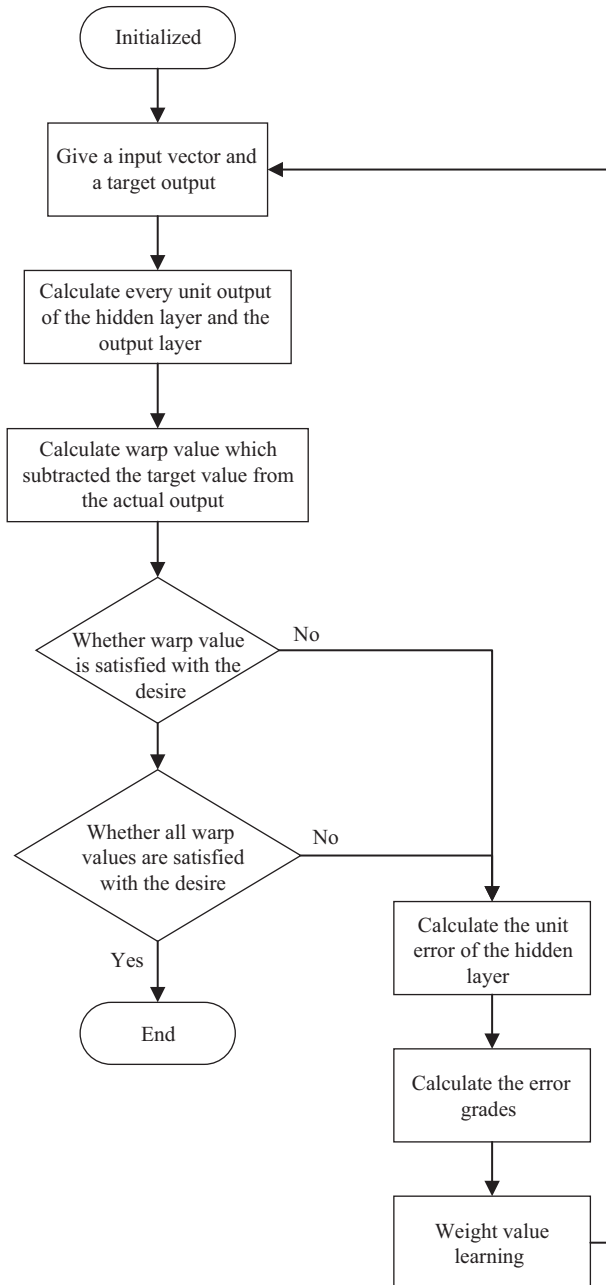 Initialized
Give a input vector and
a target output
Calculate every unit output
of the hidden layer and the
output layer
Calculate warp value which
subtracted the target value from
the actual output
Whether warp value
is satisfied with the
desire
No
Whether all warp
values are satisfied
with the desire
No
Yes
End
Calculate the unit
error of the hidden
layer
Calculate the error
grades
Weight value
learning